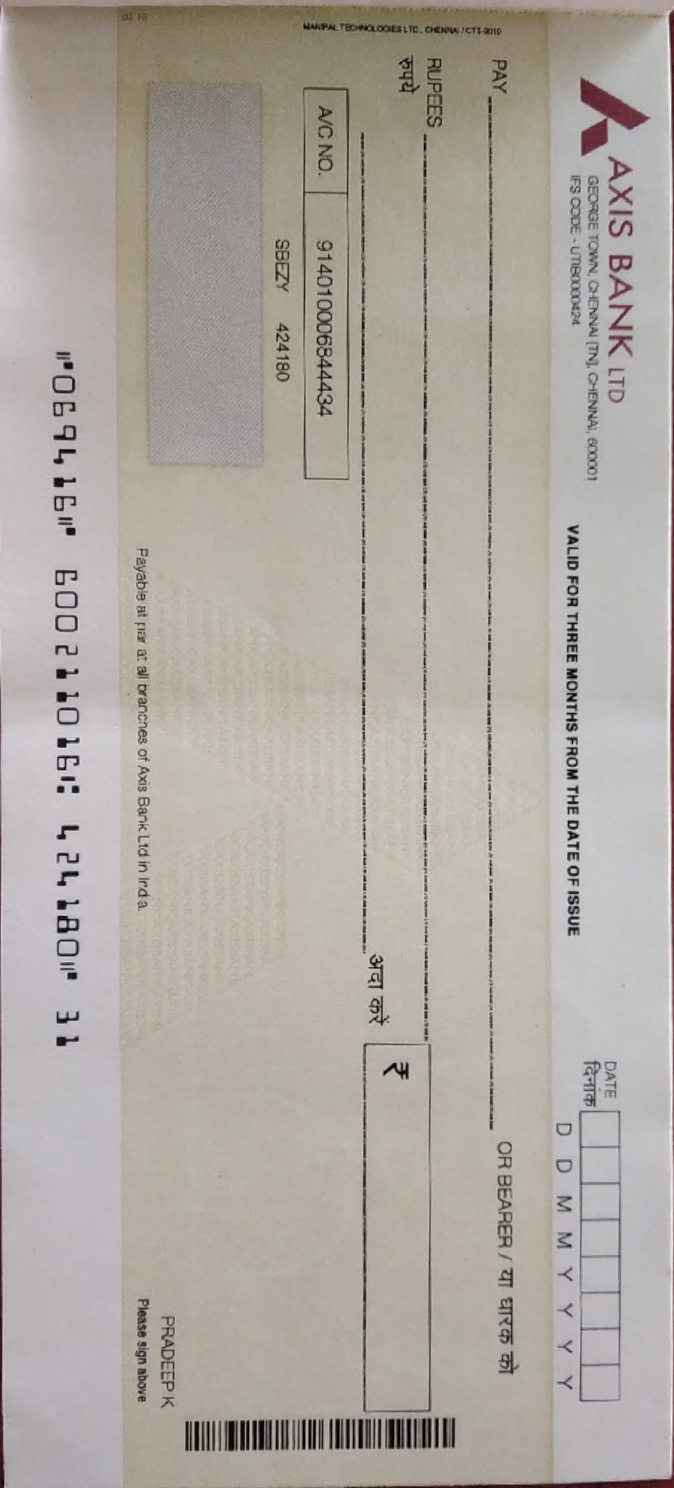 AXIS BANK LTD
GEORGE TOWN, CHENNAI [TN], CHENNAI, 600001
IFS CODE - UTIB0000424
VALID FOR THREE MONTHS FROM THE DATE OF ISSUE
DATE
दिनांक
D D M M Y Y Y Y
PAY
OR BEARER / या धारक को
RUPEES
रुपये
अदा करें
₹
A/C NO. 914010006844434
SBEZY 424180
MANIPAL TECHNOLOGIES LTD., CHENNAI / CTS-2010
PRADEEP K
Please sign above
Payable at par at all branches of Axis Bank Ltd in India.
⑈069416⑈ 600211016⑆ 424180⑈ 31